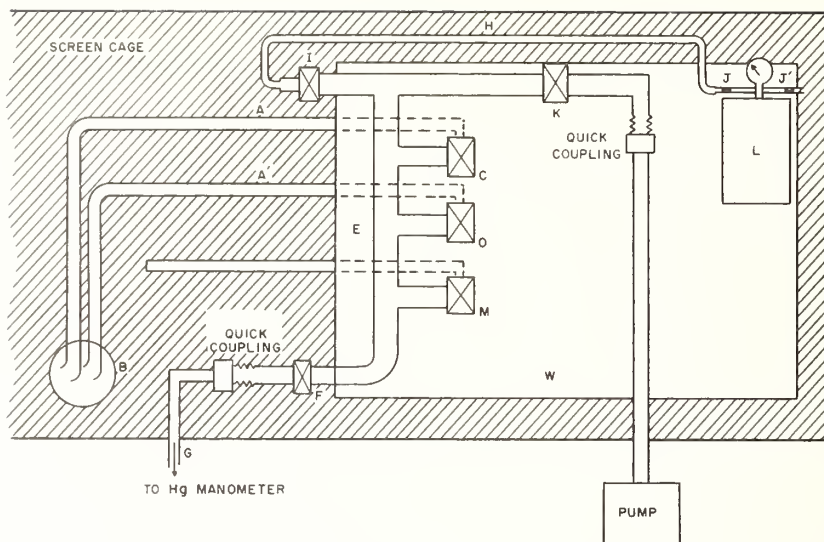 SCREEN CAGE
H
I
J
J'
A
K
L
QUICK
COUPLING
C
A'
E
O
M
QUICK
COUPLING
B
F
W
G
TO Hg MANOMETER
PUMP